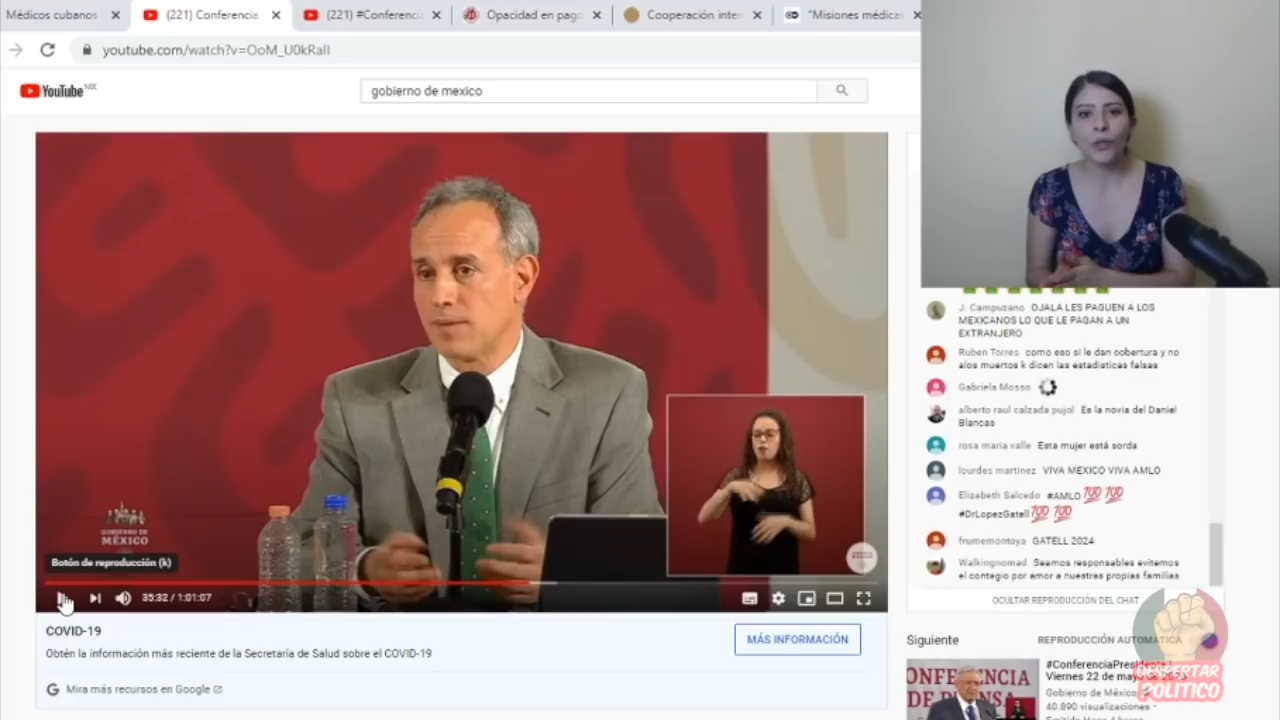 Médicos cubanos
(221) Conferencia
(221) #Conferencia
Opacidad en pago
Cooperación inter
"Misiones médicas
youtube.com/watch?v=OoM_U0kRaII
YouTube MX
gobierno de mexico
J. Campuzano OJALA LES PAGUEN A LOS
MEXICANOS LO QUE LE PAGAN A UN
EXTRANJERO
Ruben Torres como eso si le dan cobertura y no
alos muertos k dicen las estadisticas falsas
Gabriela Mosso
alberto raul calzada pujol Es la novia del Daniel
Blancas
rosa maria valle Esta mujer está sorda
lourdes martinez VIVA MEXICO VIVA AMLO
Elizabeth Salcedo #AMLO 💯 💯
#DrLopezGatell 💯 💯
frumemontoya GATELL 2024
Walkingnomad Seamos responsables evitemos
el contagio por amor a nuestras propias familias
OCULTAR REPRODUCCIÓN DEL CHAT
GOBIERNO DE
MÉXICO
Botón de reproducción (k)
35:32 / 1:01:07
COVID-19
Obtén la información más reciente de la Secretaría de Salud sobre el COVID-19
MÁS INFORMACIÓN
Mira más recursos en Google
Siguiente
REPRODUCCIÓN AUTOMÁTICA
CONFERENCIA
DE PRENSA
#ConferenciaPresidente
Viernes 22 de mayo de
Gobierno de México
40.890 visualizaciones •
Emitido hace
DESPERTAR
POLÍTICO